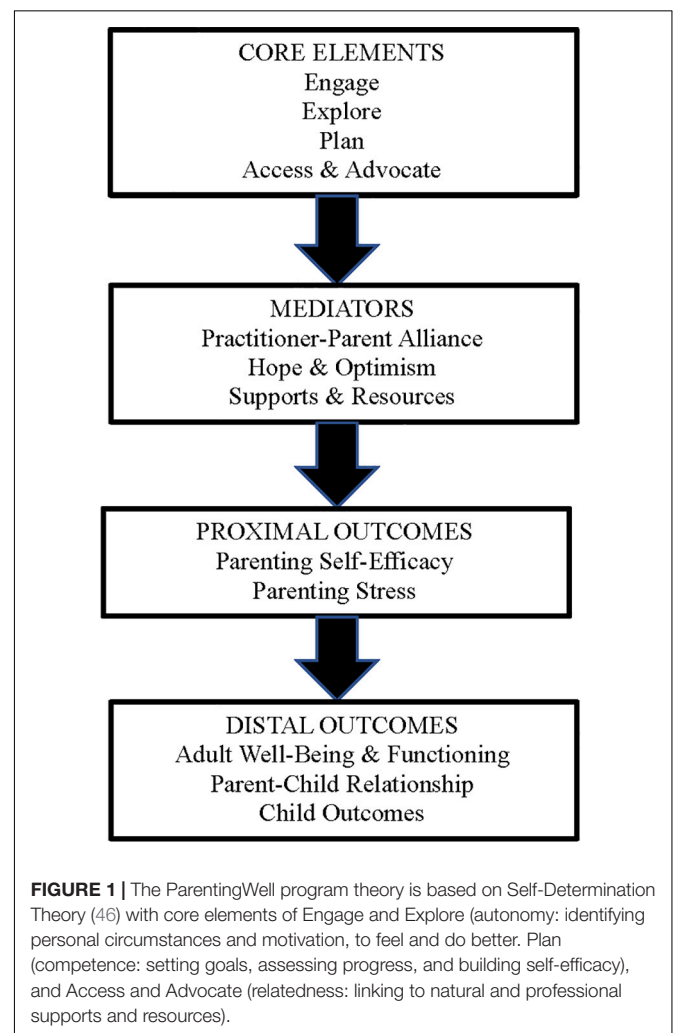 CORE ELEMENTS
Engage
Explore
Plan
Access & Advocate
MEDIATORS
Practitioner-Parent Alliance
Hope & Optimism
Supports & Resources
PROXIMAL OUTCOMES
Parenting Self-Efficacy
Parenting Stress
DISTAL OUTCOMES
Adult Well-Being & Functioning
Parent-Child Relationship
Child Outcomes
FIGURE 1 | The ParentingWell program theory is based on Self-Determination
Theory (46) with core elements of Engage and Explore (autonomy: identifying
personal circumstances and motivation, to feel and do better. Plan
(competence: setting goals, assessing progress, and building self-efficacy),
and Access and Advocate (relatedness: linking to natural and professional
supports and resources).